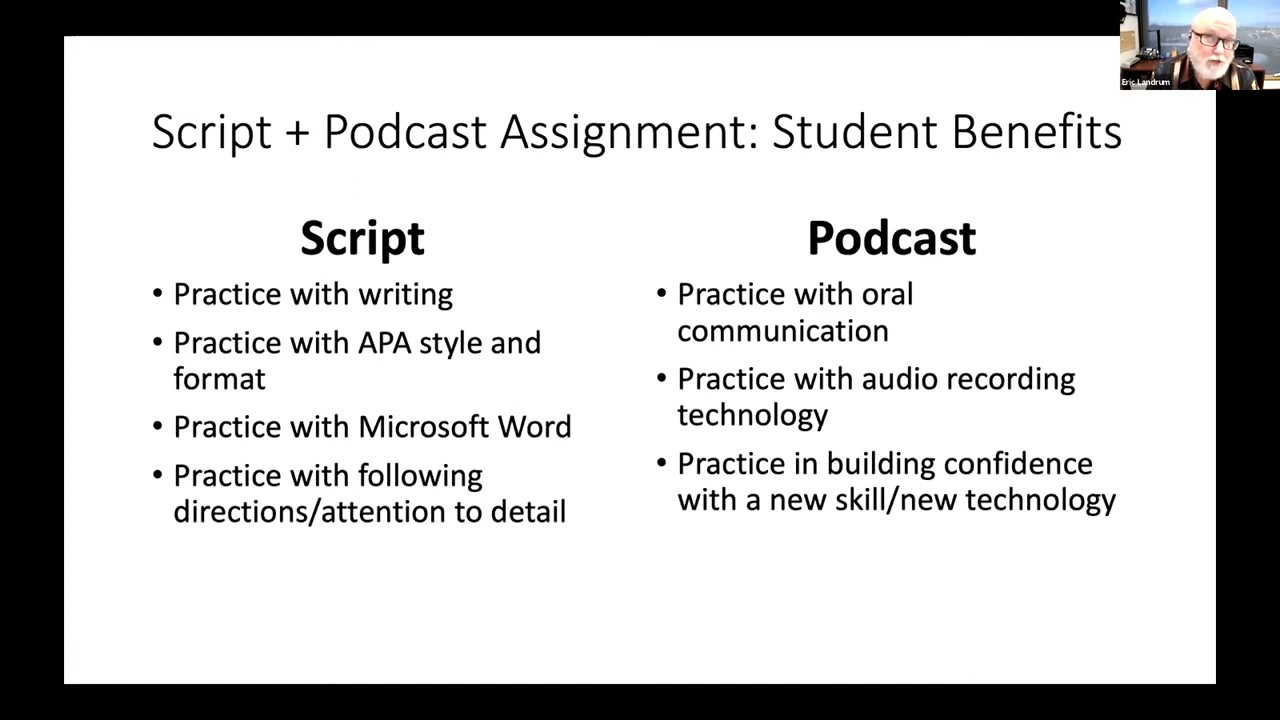 Script + Podcast Assignment: Student Benefits
Script
• Practice with writing
• Practice with APA style and
format
• Practice with Microsoft Word
• Practice with following
directions/attention to detail
Podcast
• Practice with oral
communication
• Practice with audio recording
technology
• Practice in building confidence
with a new skill/new technology
Eric Landrum